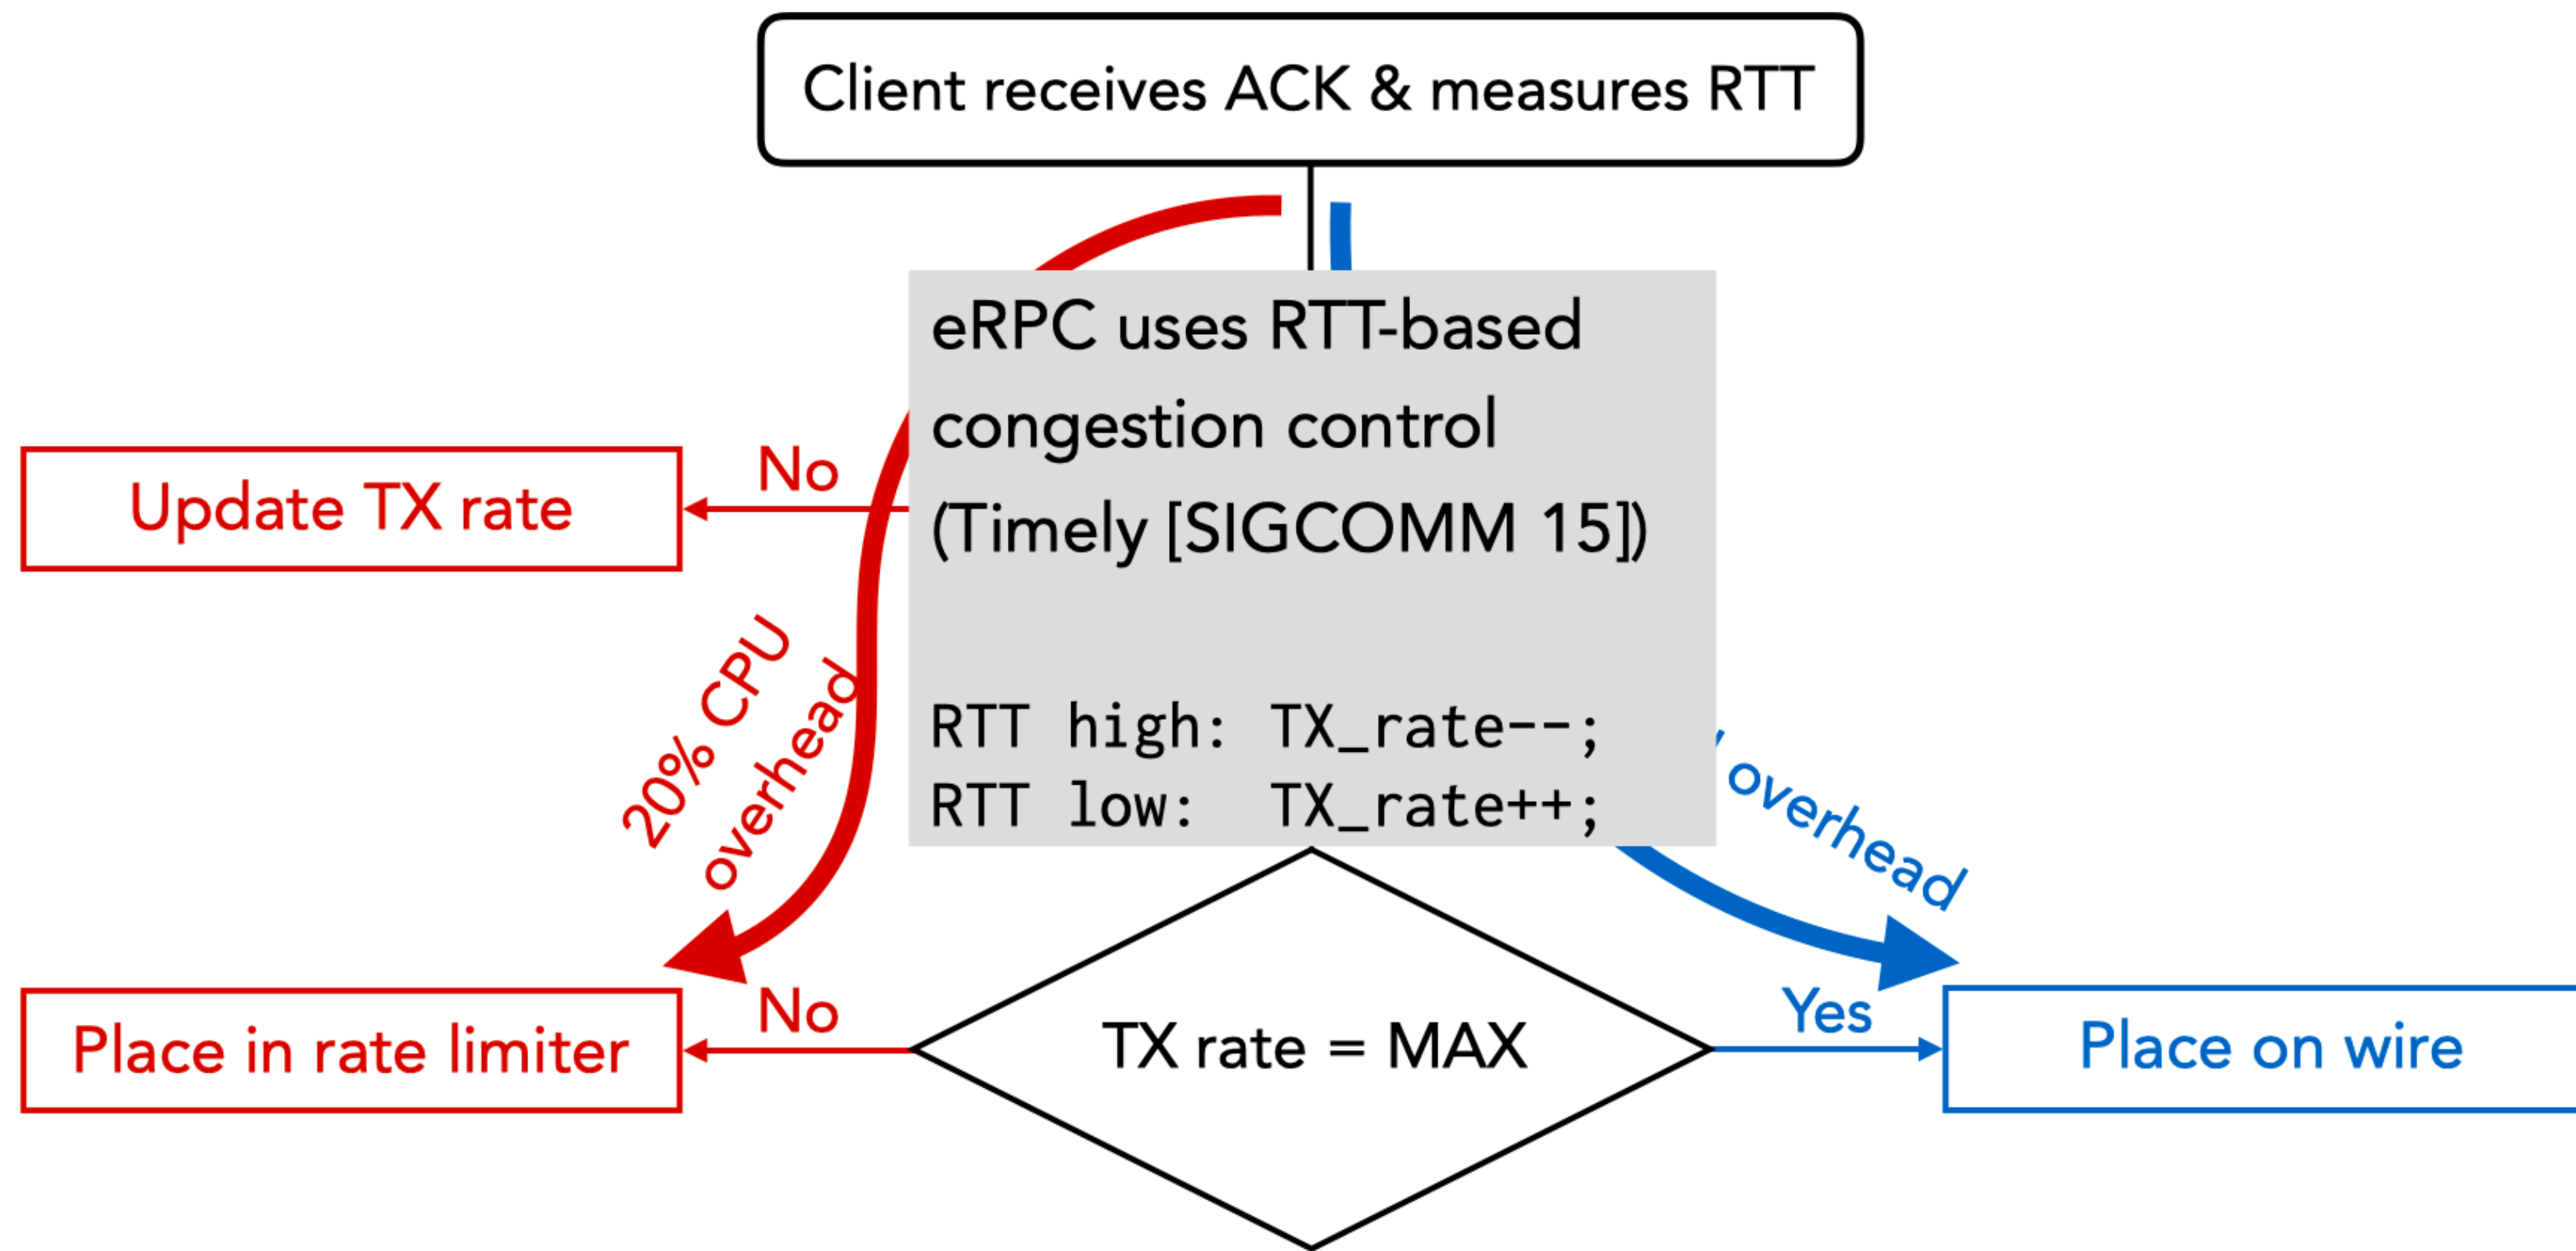 Client receives ACK & measures RTT
eRPC uses RTT-based
congestion control
(Timely [SIGCOMM 15])
RTT high: TX_rate--;
RTT low: TX_rate++;
No
Update TX rate
20% CPU
overhead
overhead
No
Place in rate limiter
TX rate = MAX
Yes
Place on wire